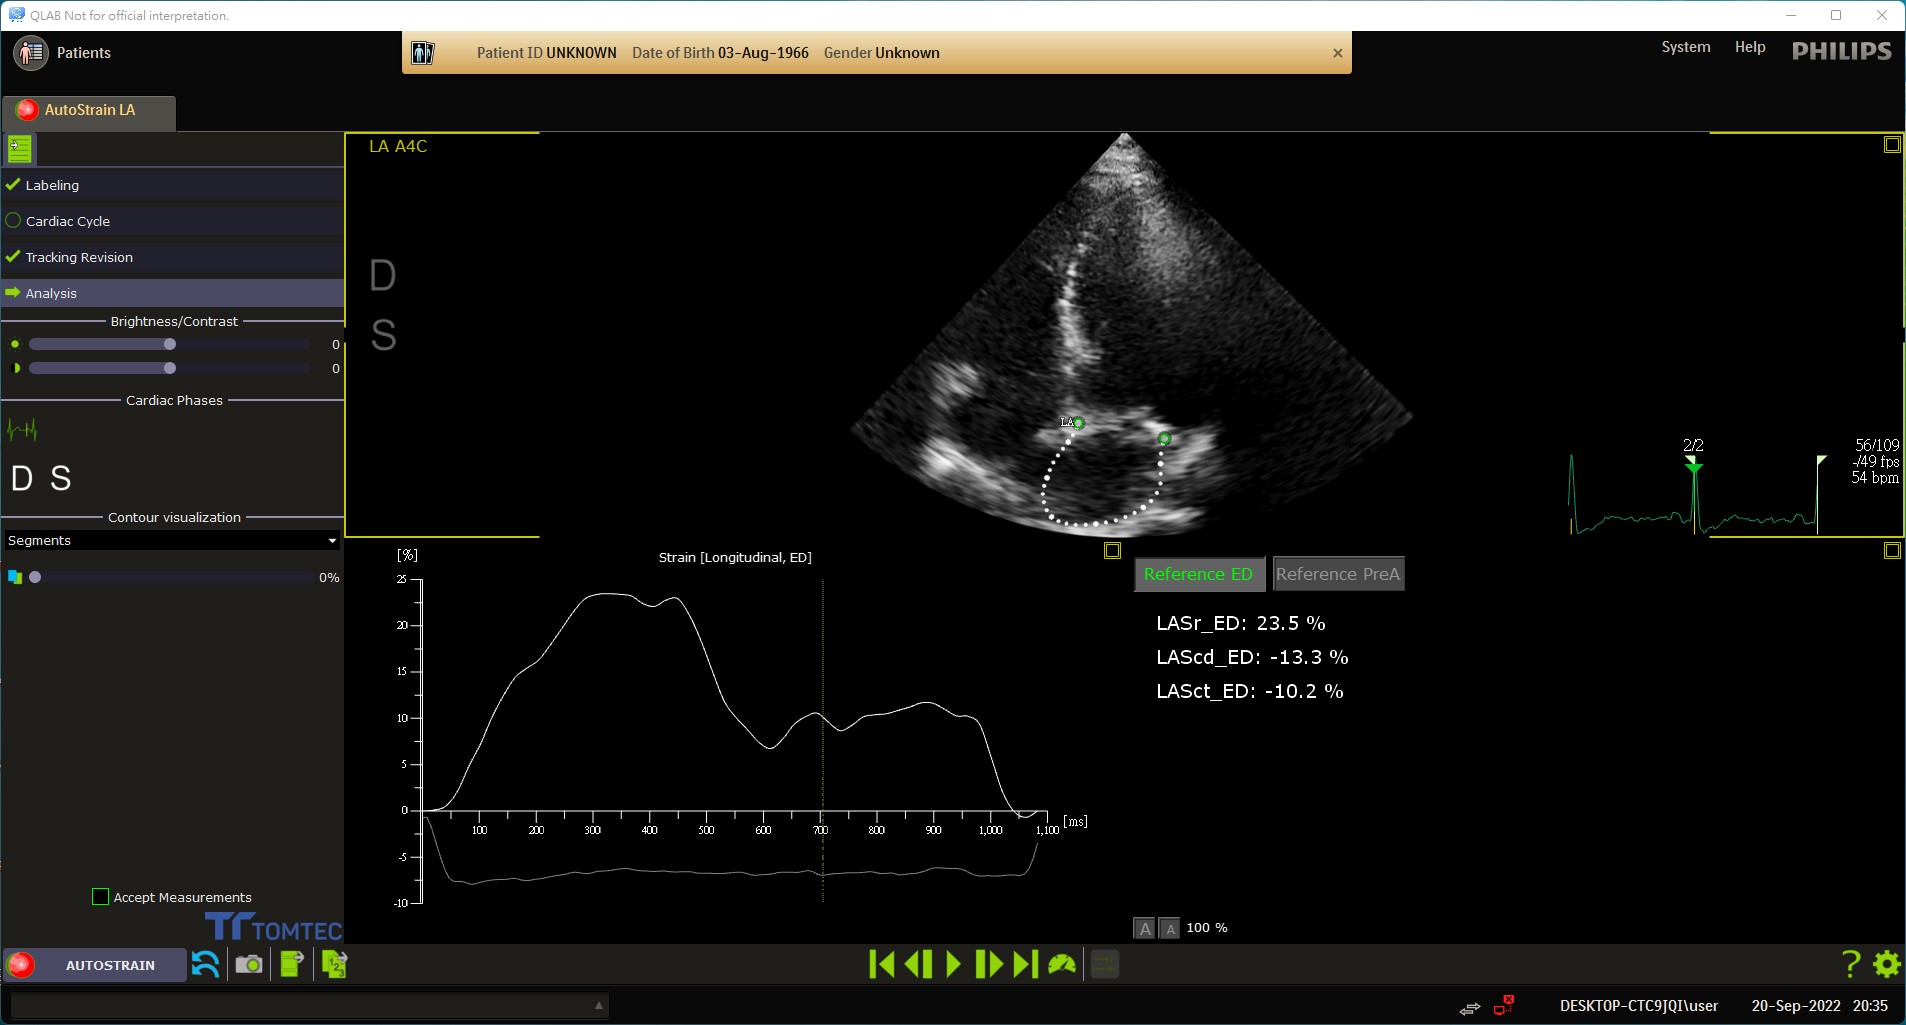 QLAB Not for official interpretation.
Patients
Patient ID UNKNOWN Date of Birth 03-Aug-1966 Gender Unknown
System Help PHILIPS
AutoStrain LA
Labeling
Cardiac Cycle
Tracking Revision
Analysis
Brightness/Contrast
0
0
Cardiac Phases
D S
Contour visualization
Segments
0%
Accept Measurements
TOMTEC
LA A4C
D
S
LA
2/2
56/109
-/49 fps
54 bpm
[%]
Strain [Longitudinal, ED]
25
20
15
10
5
0
-5
-10
100 200 300 400 500 600 700 800 900 1,000 1,100 [ms]
Reference ED Reference PreA
LASr_ED: 23.5 %
LAScd_ED: -13.3 %
LASct_ED: -10.2 %
A A 100 %
AUTOSTRAIN
1 2 3
?
DESKTOP-CTC9JQI\user 20-Sep-2022 20:35